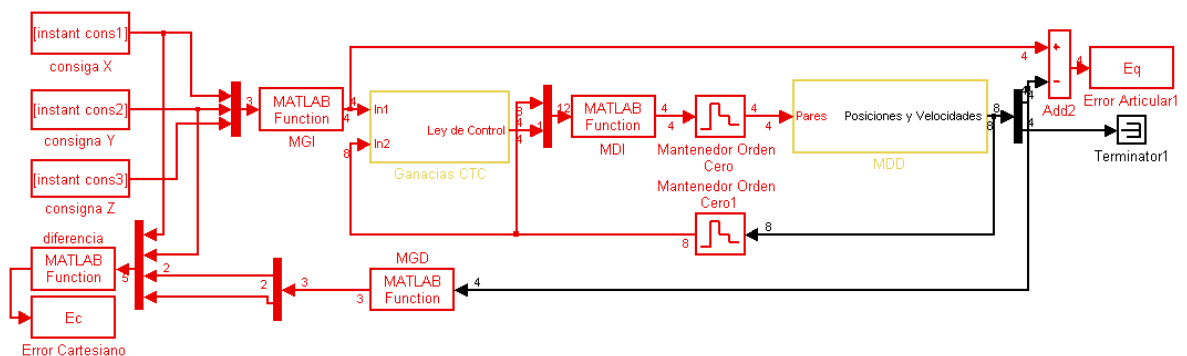 [instant cons1]
consiga X
[instant cons2]
consigna Y
[instant cons3]
consigna Z
3
MATLAB
Function
MGI
4
4
In1
In2
8
Ley de Control
Ganacias CTC
8
4
4
12
MATLAB
Function
MDI
4
4
Mantenedor Orden
Cero
4
4
Pares
Posiciones y Velocidades
MDD
8
8
4
4
4
+
-
Add2
4
Eq
Error Articular1
4
Terminator1
Mantenedor Orden
Cero1
8
8
diferencia
MATLAB
Function
5
2
2
3
3
MGD
MATLAB
Function
4
Ec
Error Cartesiano